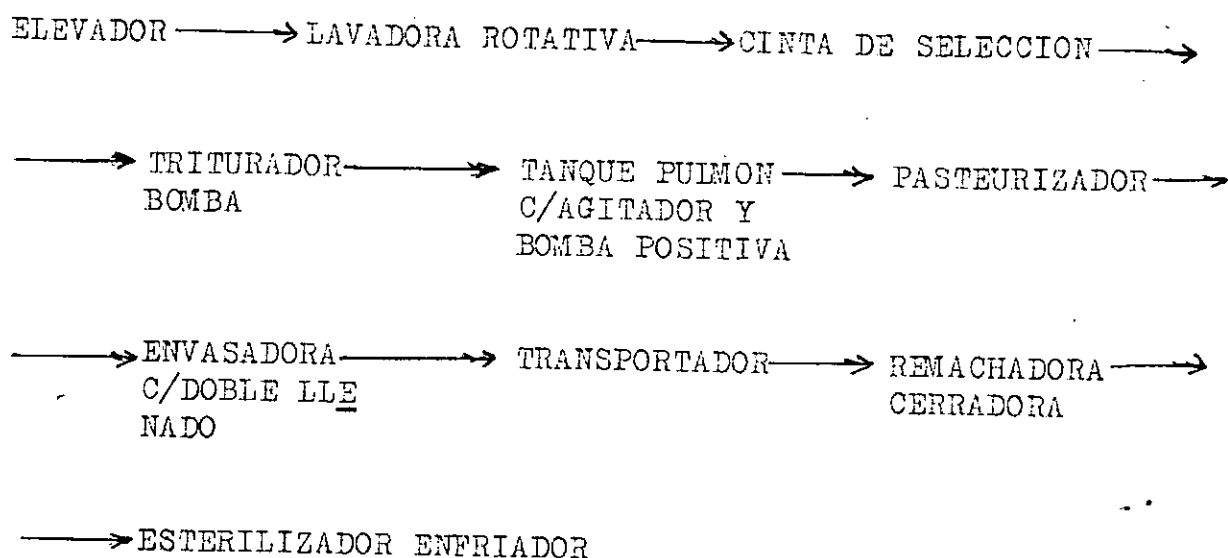 ELEVADOR → LAVADORA ROTATIVA → CINTA DE SELECCION →
→ TRITURADOR → TANQUE PULMON → PASTEURIZADOR →
BOMBA C/AGITADOR Y
BOMBA POSITIVA
→ ENVASADORA → TRANSPORTADOR → REMACHADORA →
C/DOBLE LLE CERRADORA
NADO
→ ESTERILIZADOR ENFRIADOR